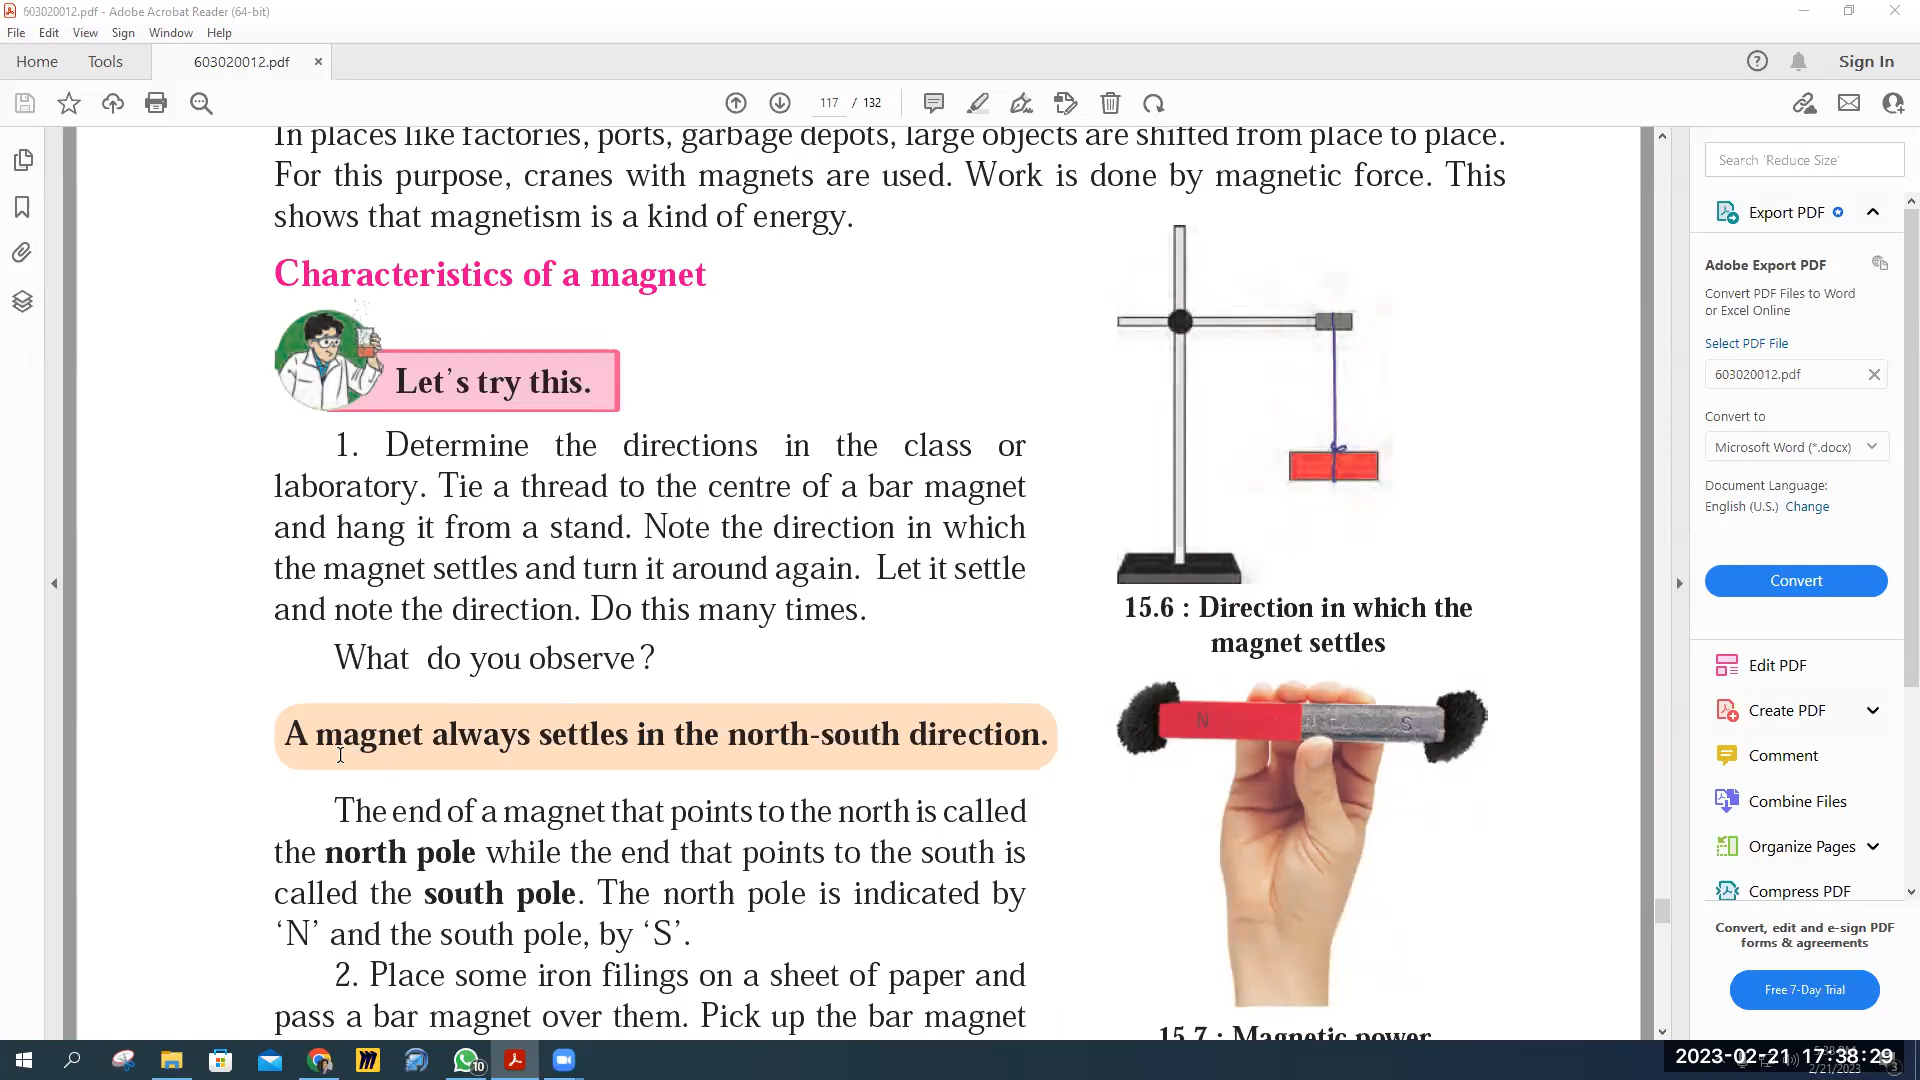 603020012.pdf - Adobe Acrobat Reader (64-bit)
File Edit View Sign Window Help
Home Tools 603020012.pdf × Sign In
117 / 132
In places like factories, ports, garbage depots, large objects are shifted from place to place.
For this purpose, cranes with magnets are used. Work is done by magnetic force. This
shows that magnetism is a kind of energy.
Characteristics of a magnet
Let's try this.
1. Determine the directions in the class or
laboratory. Tie a thread to the centre of a bar magnet
and hang it from a stand. Note the direction in which
the magnet settles and turn it around again. Let it settle
and note the direction. Do this many times.
What do you observe?
A magnet always settles in the north-south direction.
The end of a magnet that points to the north is called
the north pole while the end that points to the south is
called the south pole. The north pole is indicated by
‘N’ and the south pole, by ‘S’.
2. Place some iron filings on a sheet of paper and
pass a bar magnet over them. Pick up the bar magnet
15.6 : Direction in which the
magnet settles
N S
15.7 : Magnetic power
Search 'Reduce Size'
Export PDF
Adobe Export PDF
Convert PDF Files to Word
or Excel Online
Select PDF File
603020012.pdf
Convert to
Microsoft Word (*.docx)
Document Language:
English (U.S.) Change
Convert
Edit PDF
Create PDF
Comment
Combine Files
Organize Pages
Compress PDF
Convert, edit and e-sign PDF
forms & agreements
Free 7-Day Trial
10
2023-02-21 17:38:29
2/21/2023
3